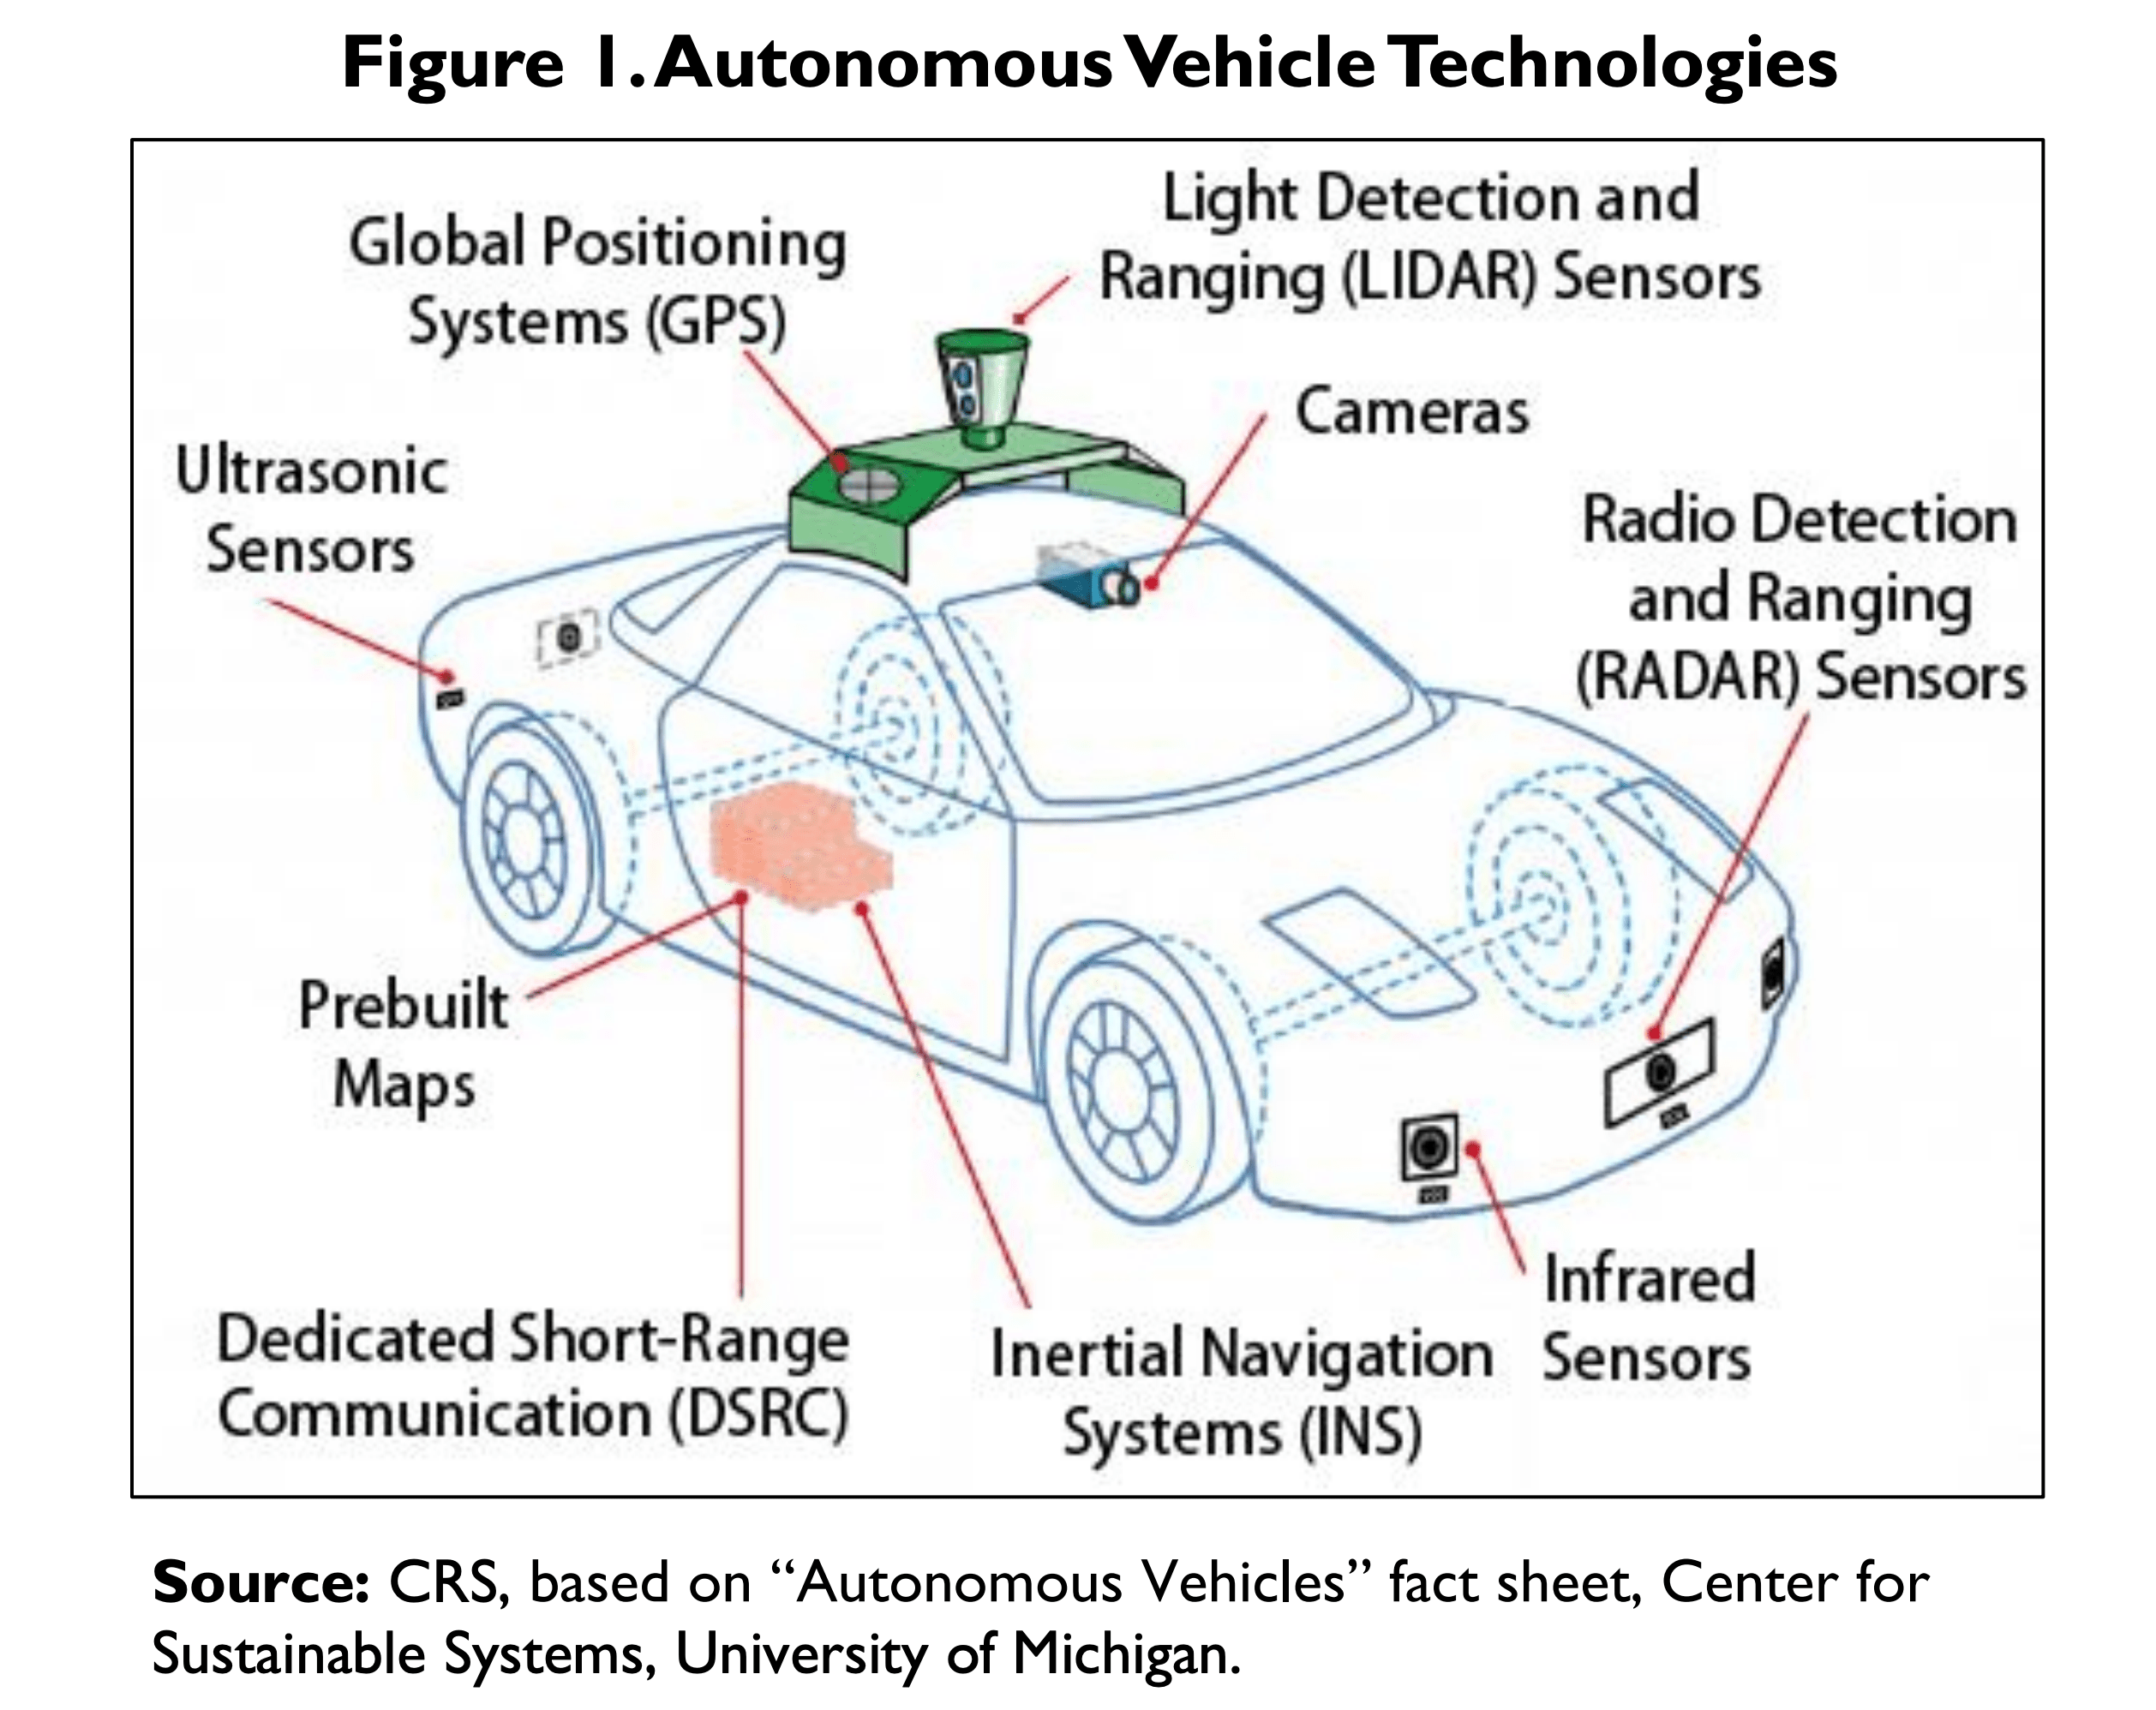 Figure 1. Autonomous Vehicle Technologies
Light Detection and
Ranging (LIDAR) Sensors
Global Positioning
Systems (GPS)
Cameras
Ultrasonic
Sensors
Radio Detection
and Ranging
(RADAR) Sensors
Prebuilt
Maps
Dedicated Short-Range
Communication (DSRC)
Inertial Navigation
Systems (INS)
Infrared
Sensors
Source: CRS, based on “Autonomous Vehicles” fact sheet, Center for
Sustainable Systems, University of Michigan.